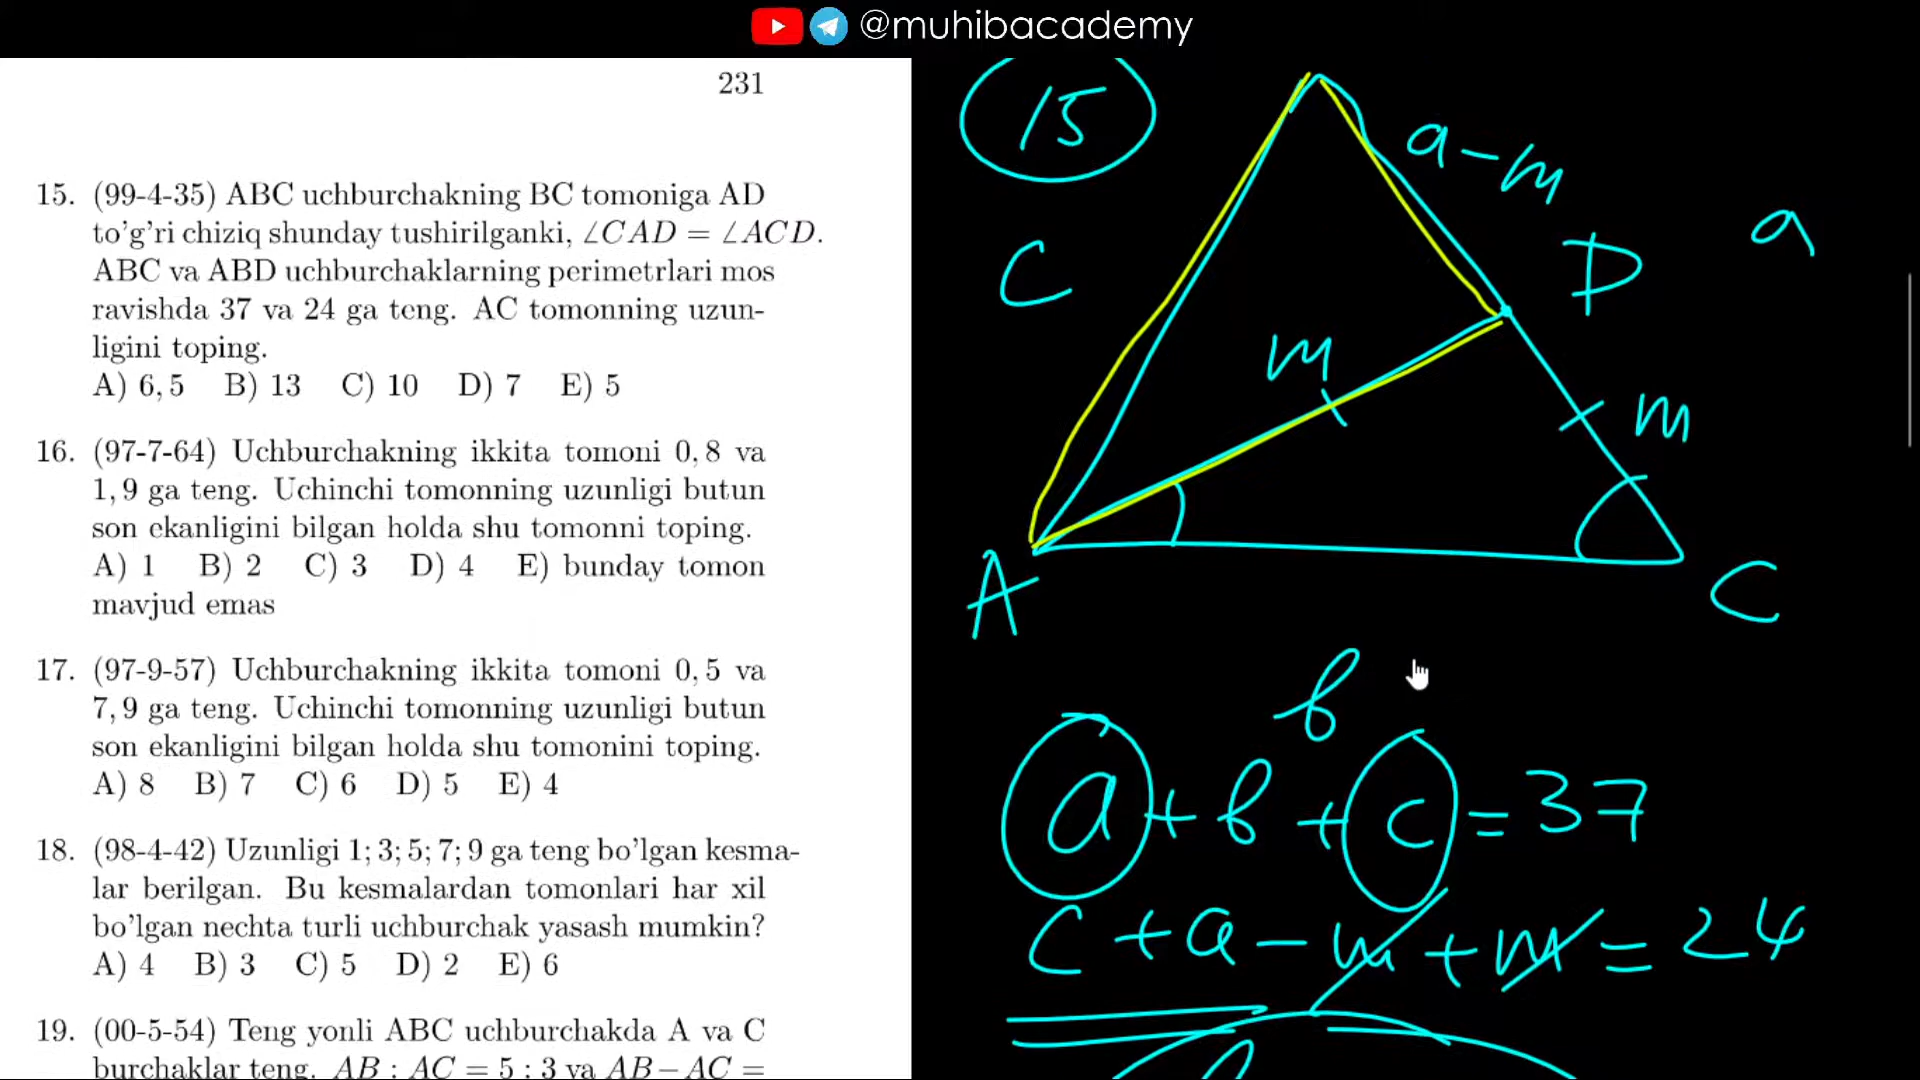 @muhibacademy
231
15. (99-4-35) ABC uchburchakning BC tomoniga AD
to'g'ri chiziq shunday tushirilganki, ∠CAD = ∠ACD.
ABC va ABD uchburchaklarning perimetrlari mos
ravishda 37 va 24 ga teng. AC tomonning uzun-
ligini toping.
A) 6,5 B) 13 C) 10 D) 7 E) 5
16. (97-7-64) Uchburchakning ikkita tomoni 0,8 va
1,9 ga teng. Uchinchi tomonning uzunligi butun
son ekanligini bilgan holda shu tomonni toping.
A) 1 B) 2 C) 3 D) 4 E) bunday tomon
mavjud emas
17. (97-9-57) Uchburchakning ikkita tomoni 0,5 va
7,9 ga teng. Uchinchi tomonning uzunligi butun
son ekanligini bilgan holda shu tomonini toping.
A) 8 B) 7 C) 6 D) 5 E) 4
18. (98-4-42) Uzunligi 1; 3; 5; 7; 9 ga teng bo'lgan kesma-
lar berilgan. Bu kesmalardan tomonlari har xil
bo'lgan nechta turli uchburchak yasash mumkin?
A) 4 B) 3 C) 5 D) 2 E) 6
19. (00-5-54) Teng yonli ABC uchburchakda A va C
burchaklar teng. AB : AC = 5 : 3 va AB − AC =
15
a-m
a
C
D
m
m
A
C
b
a + b + c = 37
c + a - m + m = 24